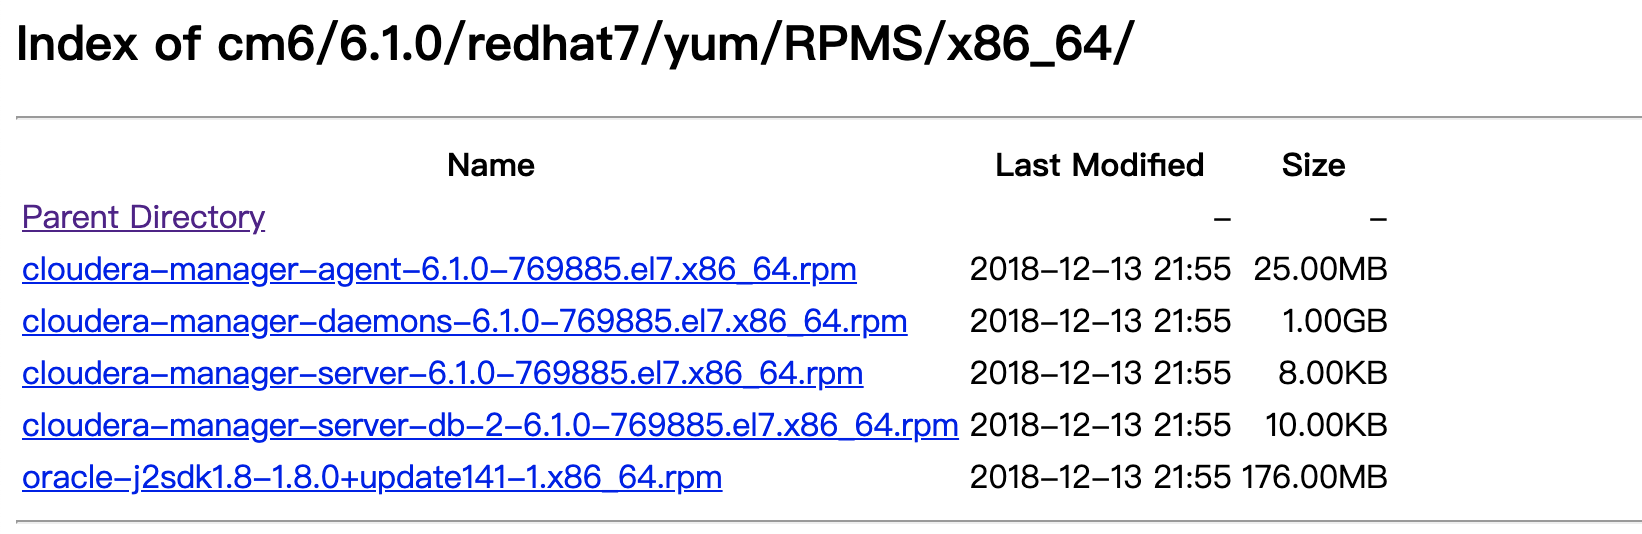 Index of cm6/6.1.0/redhat7/yum/RPMS/x86_64/
Name Last Modified Size
Parent Directory - -
cloudera-manager-agent-6.1.0-769885.el7.x86_64.rpm 2018-12-13 21:55 25.00MB
cloudera-manager-daemons-6.1.0-769885.el7.x86_64.rpm 2018-12-13 21:55 1.00GB
cloudera-manager-server-6.1.0-769885.el7.x86_64.rpm 2018-12-13 21:55 8.00KB
cloudera-manager-server-db-2-6.1.0-769885.el7.x86_64.rpm 2018-12-13 21:55 10.00KB
oracle-j2sdk1.8-1.8.0+update141-1.x86_64.rpm 2018-12-13 21:55 176.00MB